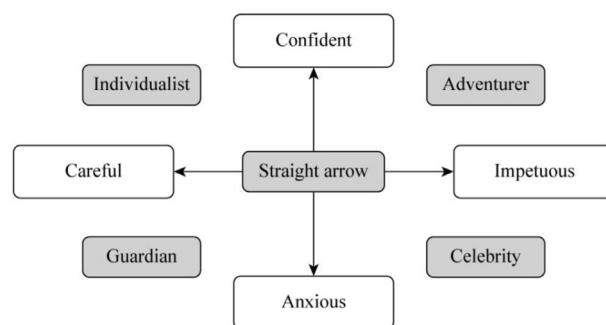 Confident
Individualist
Adventurer
Careful
Straight arrow
Impetuous
Guardian
Celebrity
Anxious